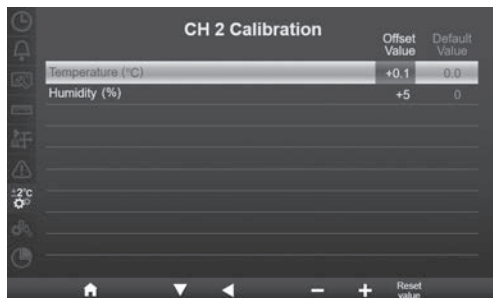 CH 2 Calibration
Offset Value
Default Value
Temperature (°C)
+0.1
0.0
Humidity (%)
+5
0
±2°C
Reset value